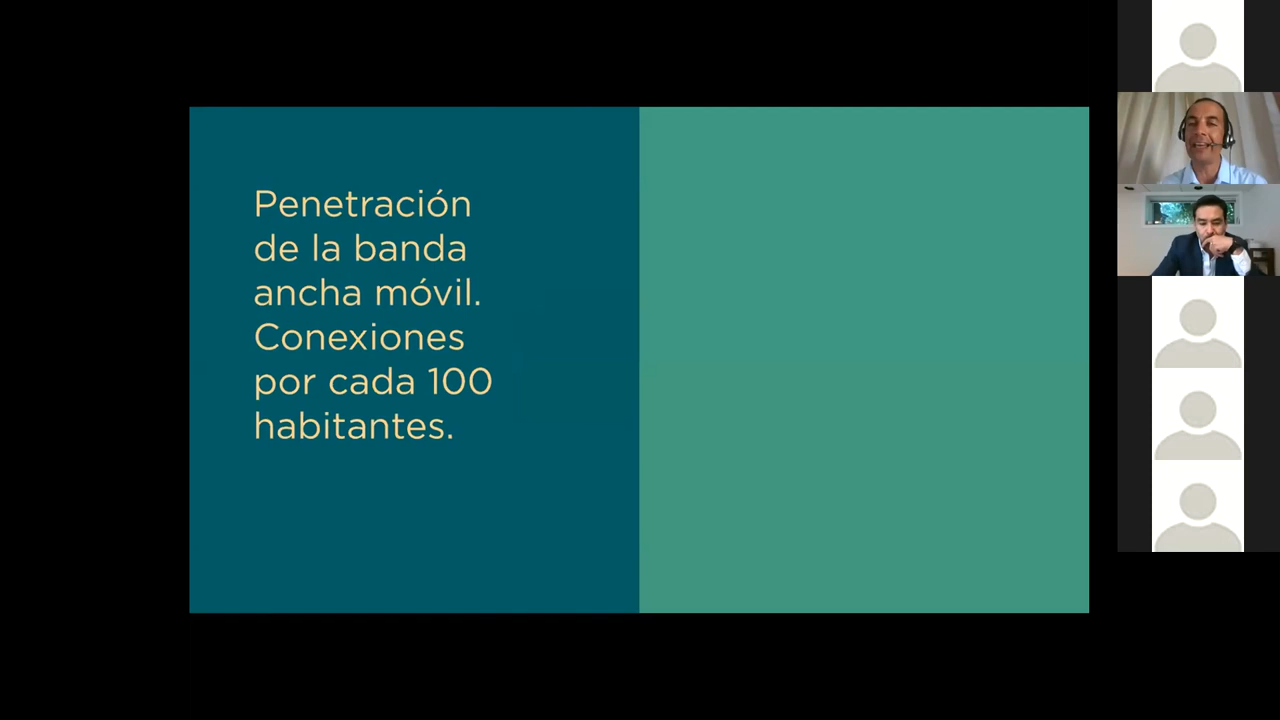 Penetración
de la banda
ancha móvil.
Conexiones
por cada 100
habitantes.